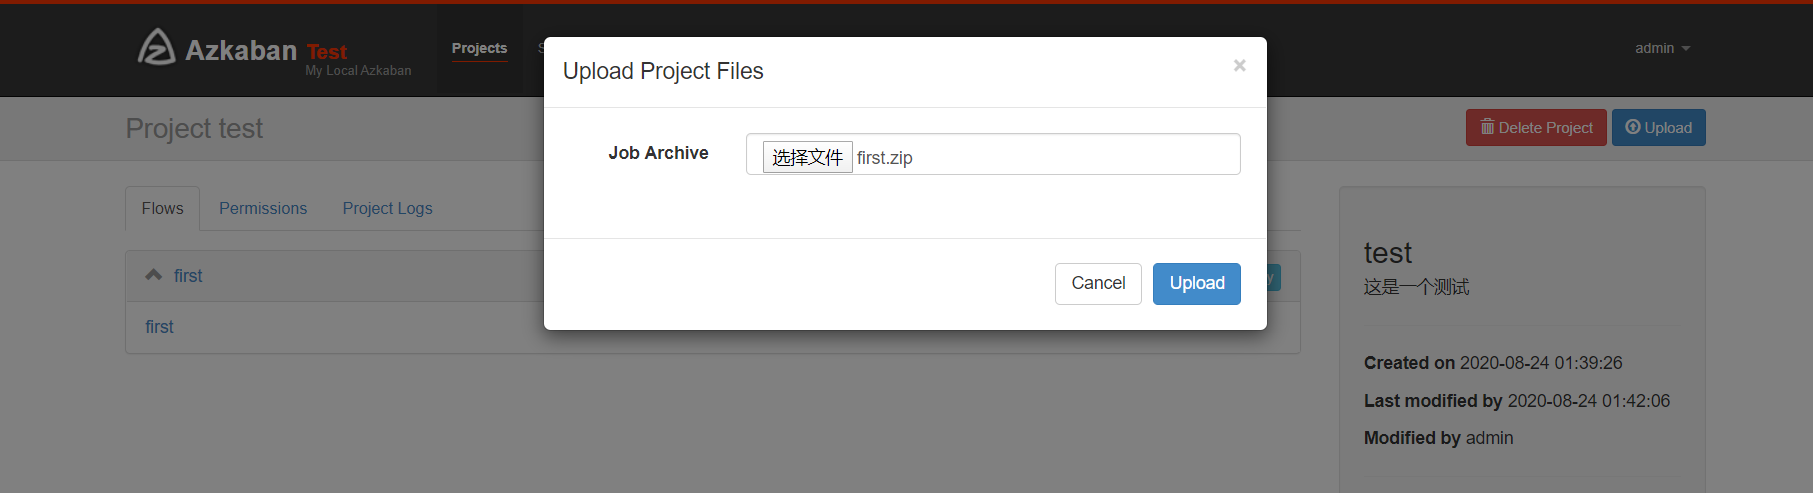 Azkaban Test
My Local Azkaban
Projects
admin
Upload Project Files
×
Project test
Delete Project
Upload
Job Archive
选择文件 first.zip
Flows
Permissions
Project Logs
first
first
Cancel
Upload
test
这是一个测试
Created on 2020-08-24 01:39:26
Last modified by 2020-08-24 01:42:06
Modified by admin